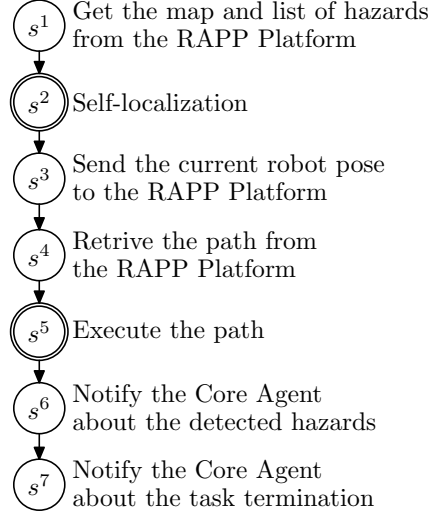 s¹ Get the map and list of hazards
from the RAPP Platform
s² Self-localization
s³ Send the current robot pose
to the RAPP Platform
s⁴ Retrive the path from
the RAPP Platform
s⁵ Execute the path
s⁶ Notify the Core Agent
about the detected hazards
s⁷ Notify the Core Agent
about the task termination